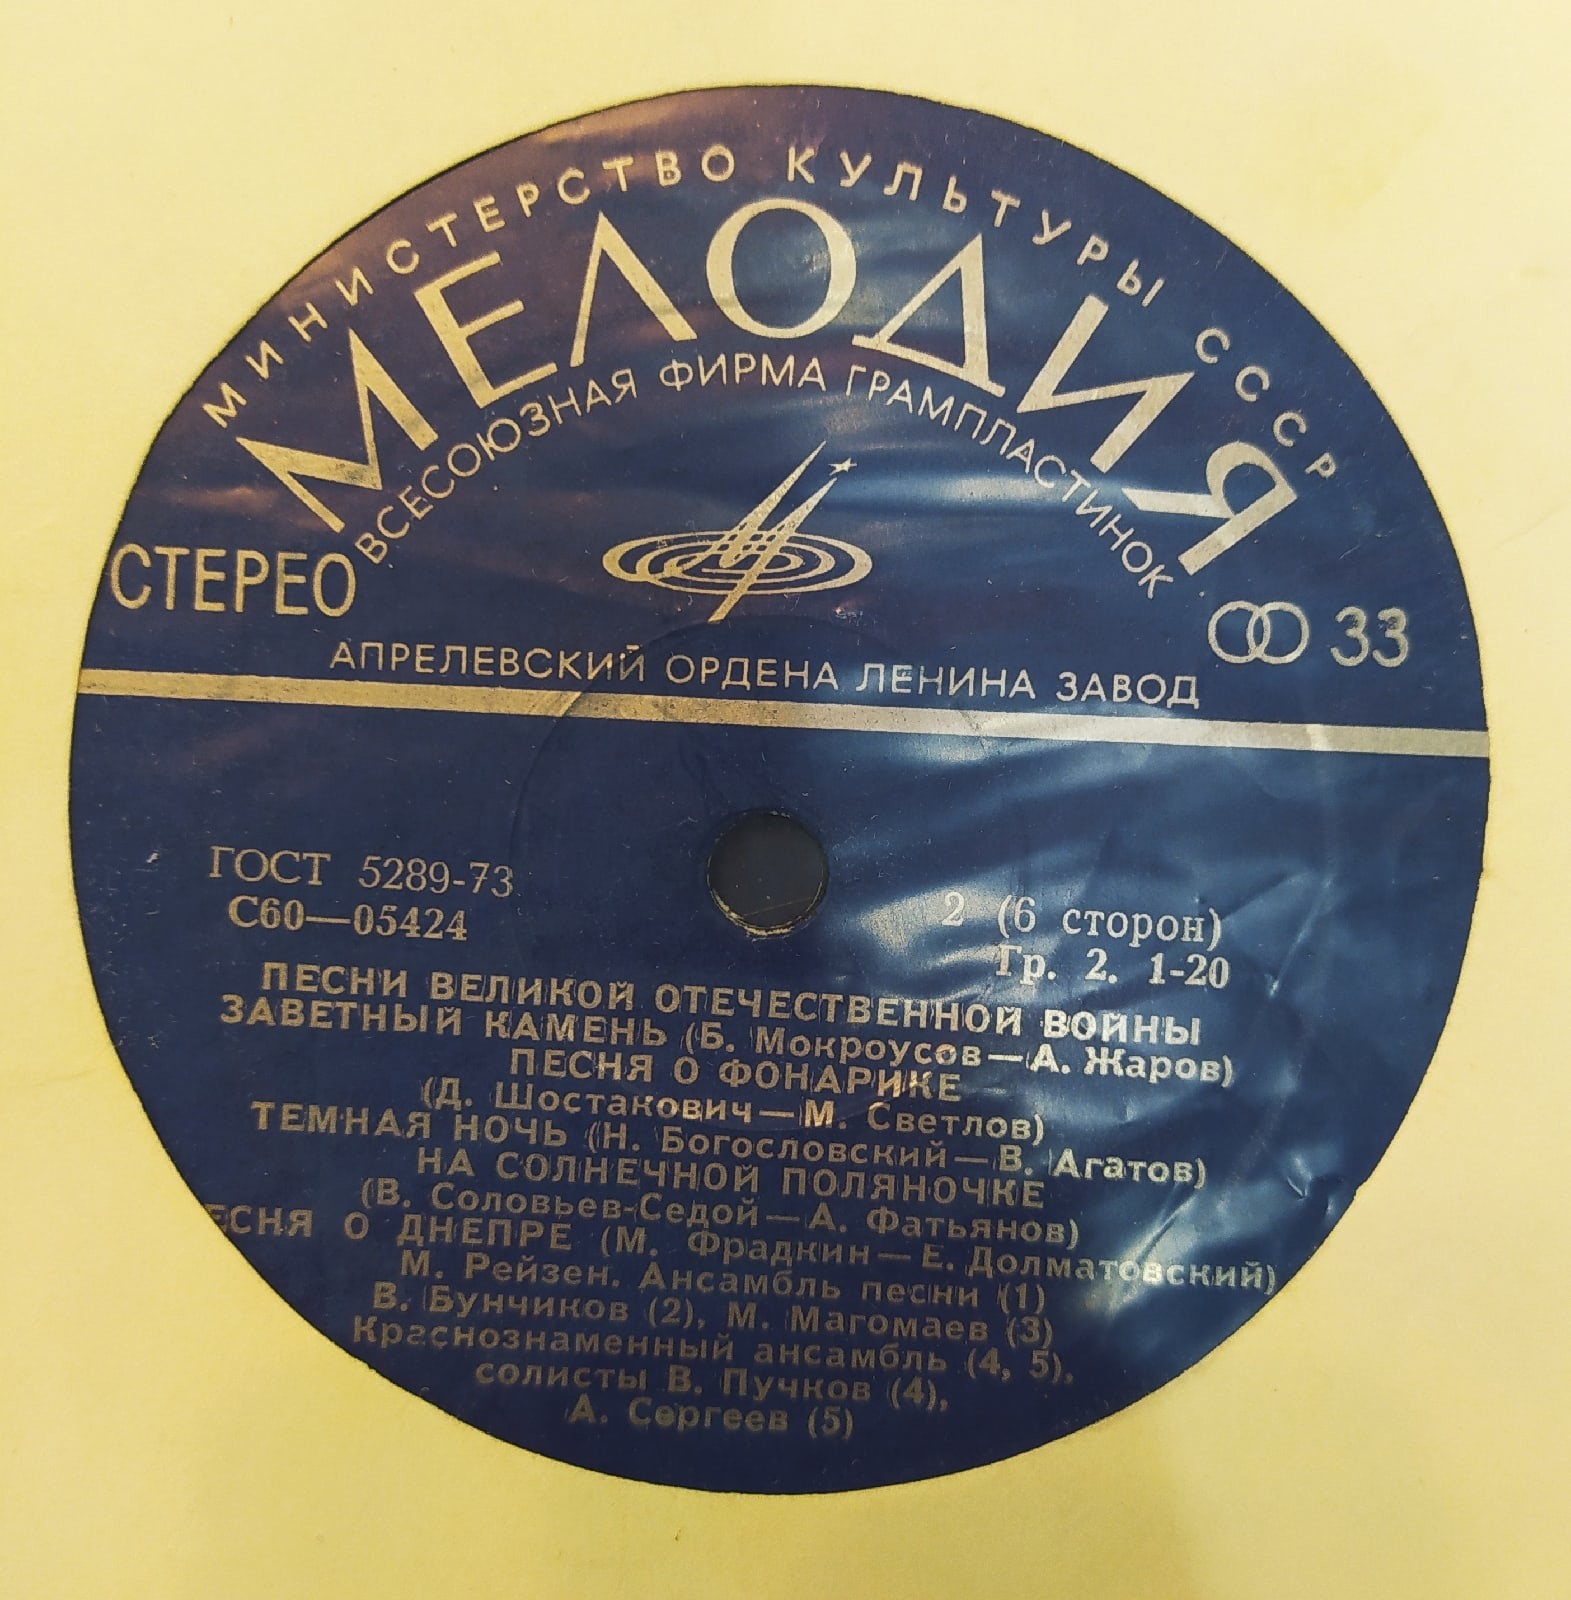 МИНИСТЕРСТВО КУЛЬТУРЫ СССР
МЕЛОДИЯ
ВСЕСОЮЗНАЯ ФИРМА ГРАМПЛАСТИНОК
СТЕРЕО
33
АПРЕЛЕВСКИЙ ОРДЕНА ЛЕНИНА ЗАВОД
ГОСТ 5289-73
С60—05424
2 (6 сторон)
Гр. 2. 1-20
ПЕСНИ ВЕЛИКОЙ ОТЕЧЕСТВЕННОЙ ВОЙНЫ
ЗАВЕТНЫЙ КАМЕНЬ (Б. Мокроусов—А. Жаров)
ПЕСНЯ О ФОНАРИКЕ
(Д. Шостакович—М. Светлов)
ТЕМНАЯ НОЧЬ (Н. Богословский—В. Агатов)
НА СОЛНЕЧНОЙ ПОЛЯНОЧКЕ
(В. Соловьев-Седой—А. Фатьянов)
ЕСНЯ О ДНЕПРЕ (М. Фрадкин—Е. Долматовский)
М. Рейзен. Ансамбль песни (1)
В. Бунчиков (2), М. Магомаев (3)
Краснознаменный ансамбль (4, 5),
солисты В. Пучков (4),
А. Сергеев (5)